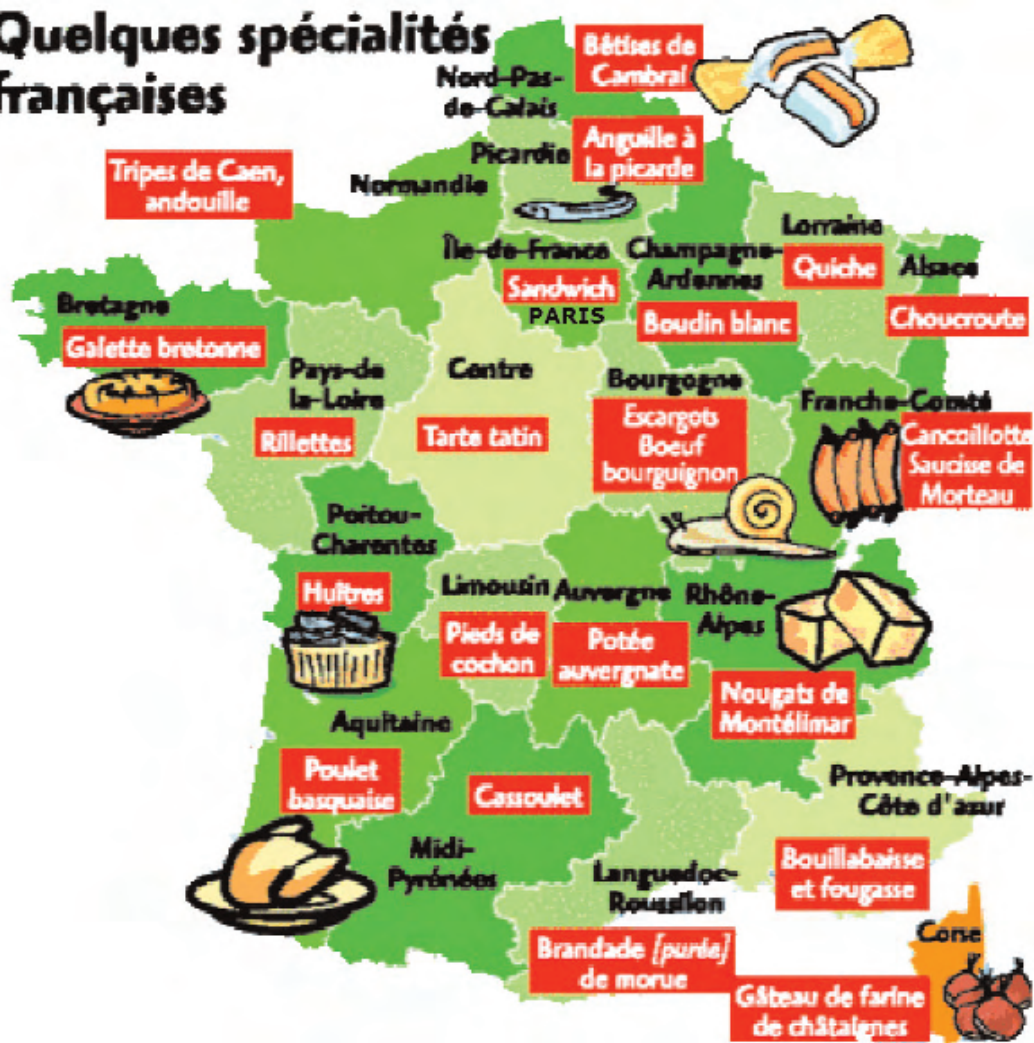 Quelques spécialités
françaises
Bêtises de
Cambrai
Nord-Pas-
de-Calais
Picardie
Anguille à
la picarde
Normandie
Tripes de Caen,
andouille
Île-de-France
Sandwich
PARIS
Champagne-
Ardennes
Boudin blanc
Lorraine
Quiche
Alsace
Choucroute
Bretagne
Galette bretonne
Pays-de
la-Loire
Rillettes
Centre
Tarte tatin
Bourgogne
Escargots
Boeuf
bourguignon
Franche-Comté
Cancoillotte
Saucisse de
Morteau
Poitou-
Charentes
Huîtres
Limousin
Pieds de
cochon
Auvergne
Potée
auvergnate
Rhône-
Alpes
Nougats de
Montélimar
Aquitaine
Poulet
basquaise
Cassoulet
Midi-
Pyrénées
Languedoc-
Roussillon
Brandade [purée]
de morue
Provence-Alpes-
Côte d'azur
Bouillabaisse
et fougasse
Corse
Gâteau de farine
de châtaignes